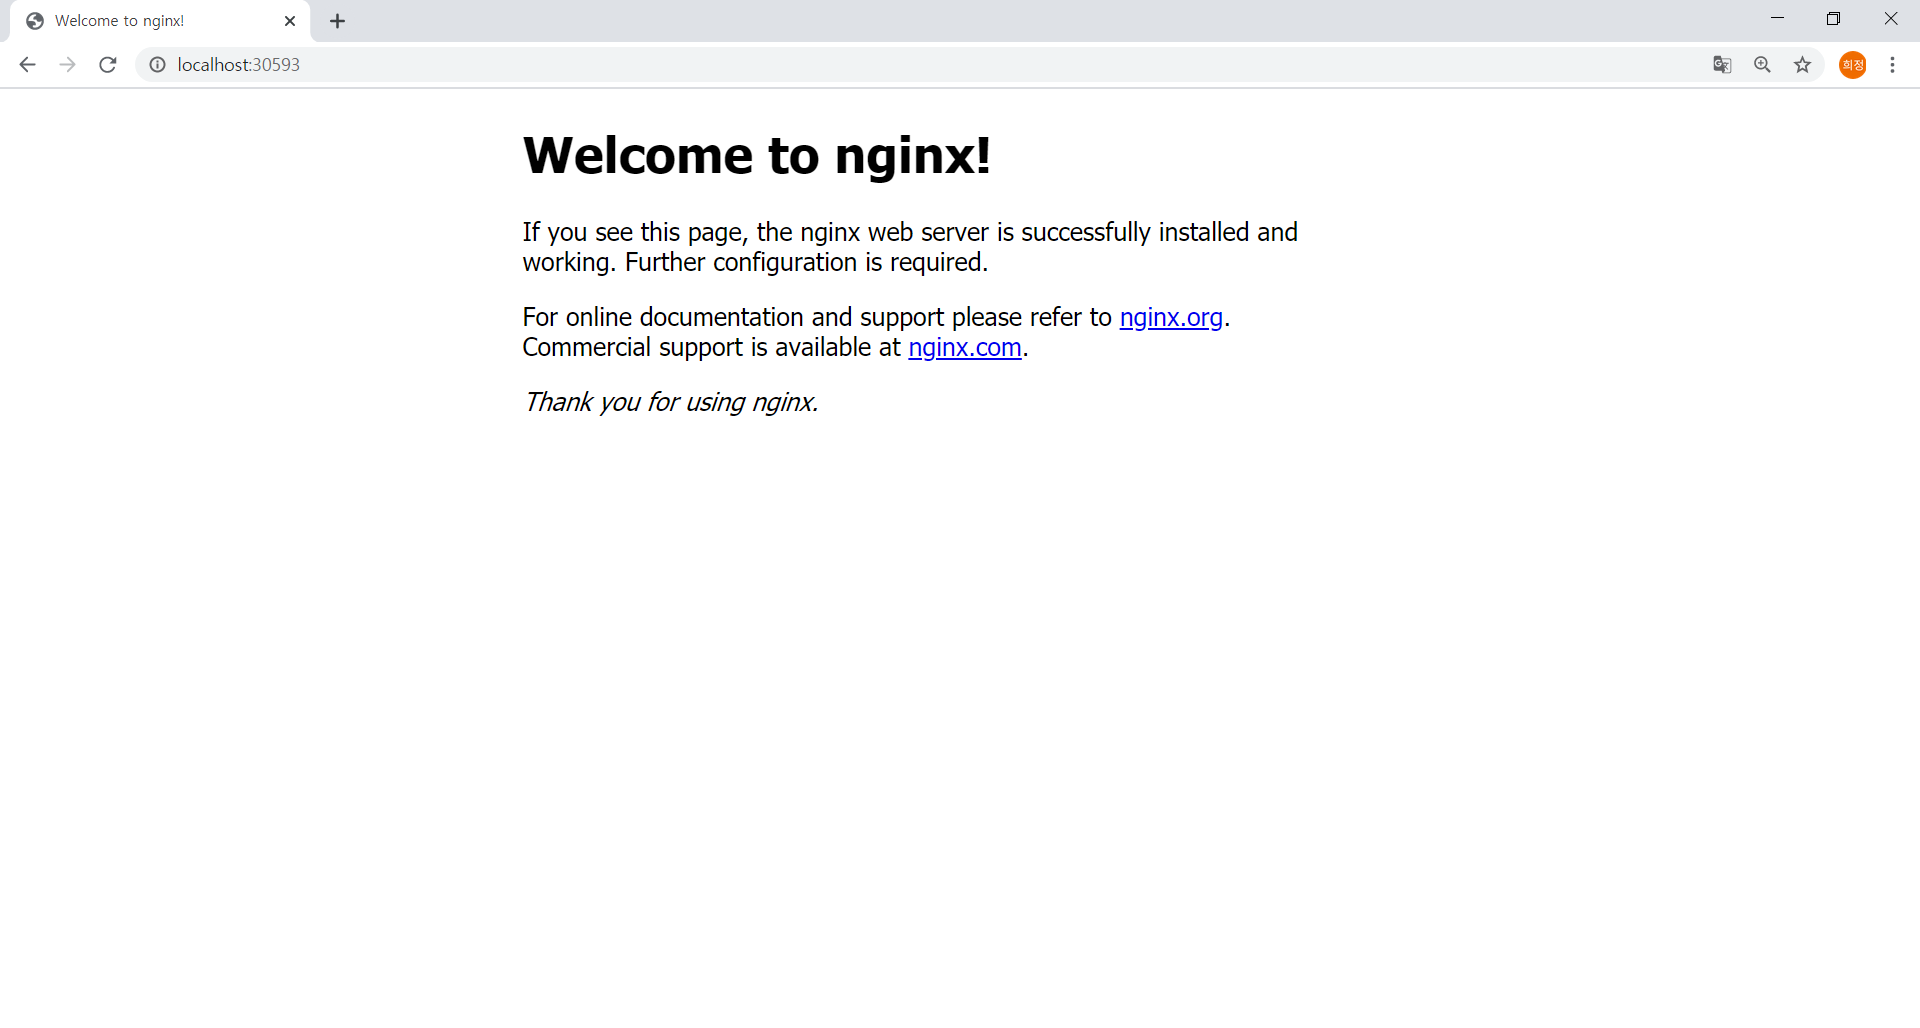 Welcome to nginx!
localhost:30593
희정
Welcome to nginx!
If you see this page, the nginx web server is successfully installed and
working. Further configuration is required.
For online documentation and support please refer to nginx.org.
Commercial support is available at nginx.com.
Thank you for using nginx.